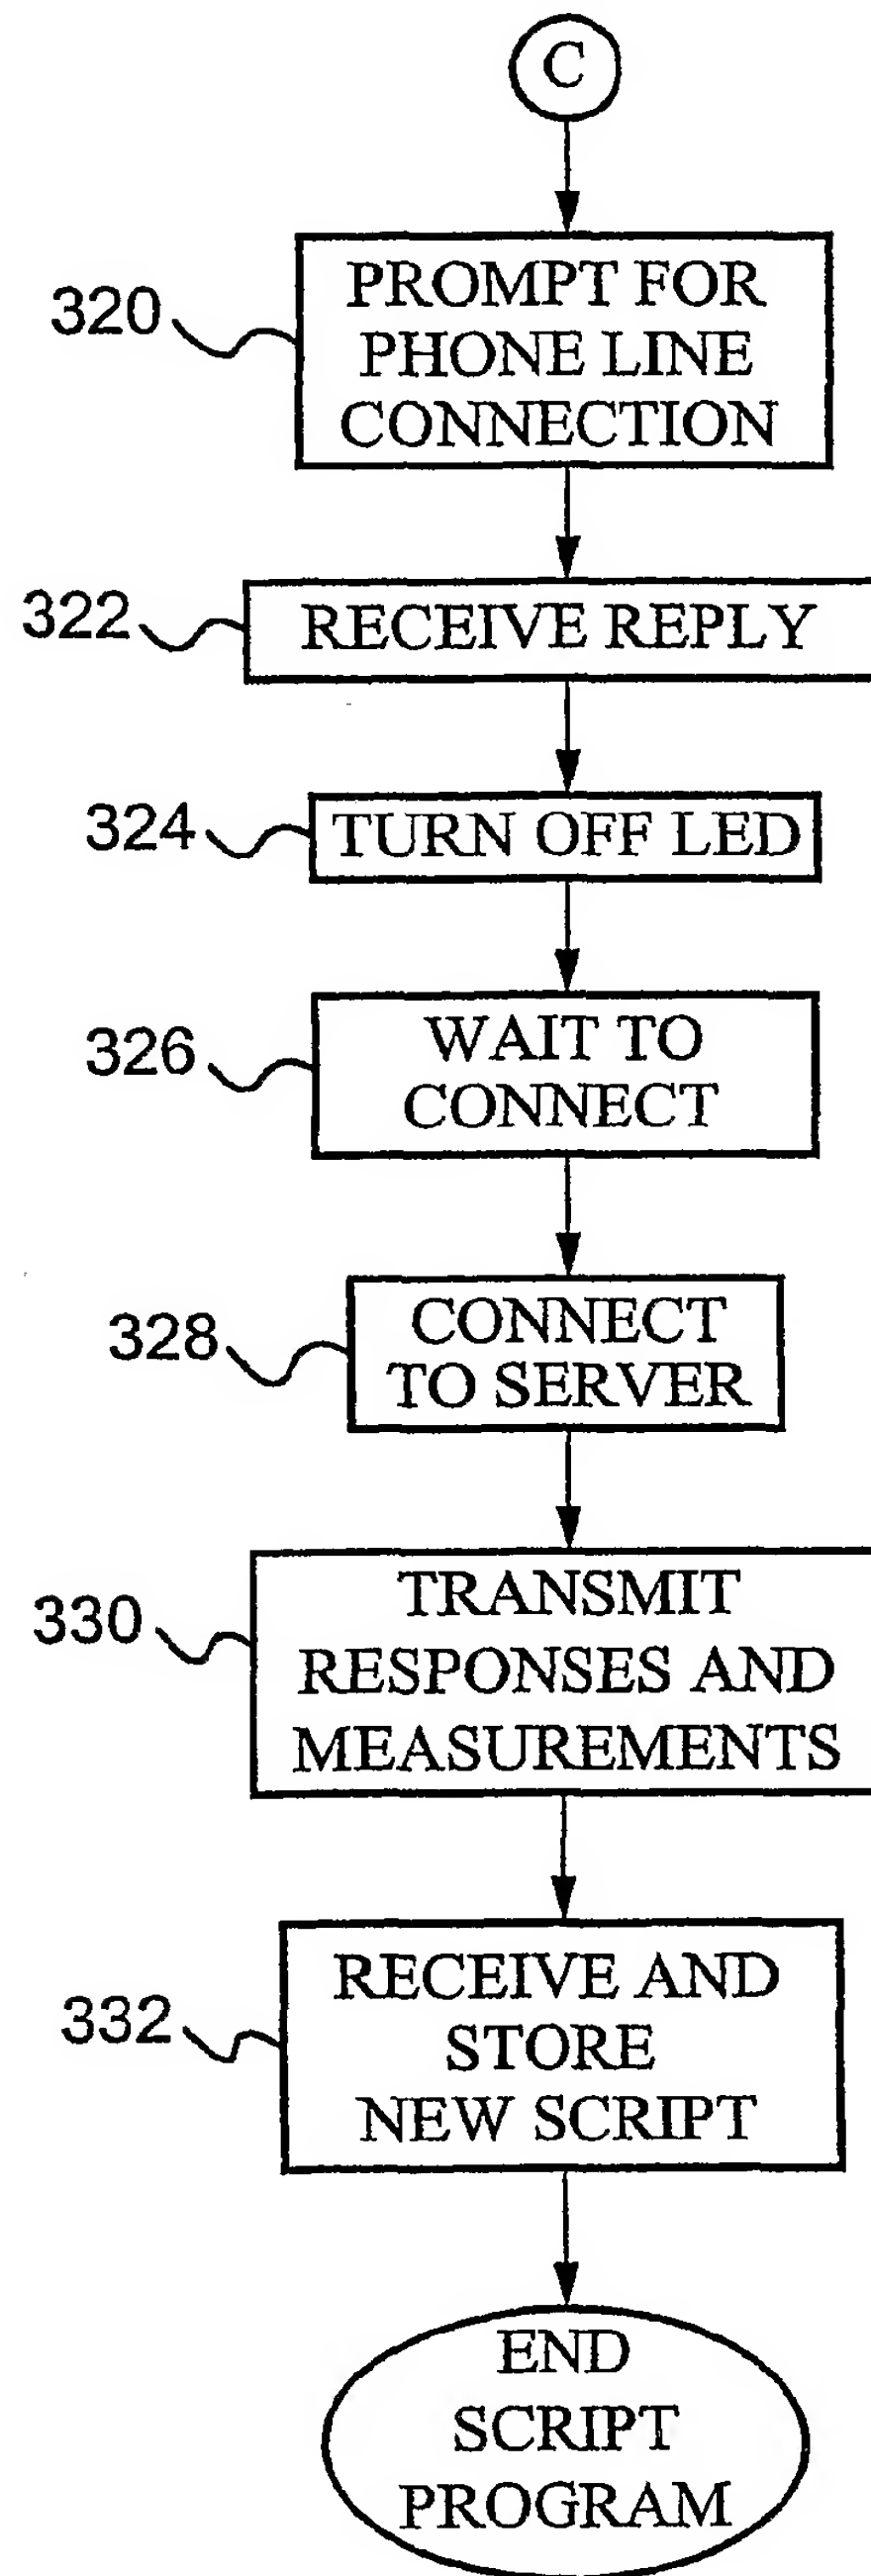 C
320
PROMPT FOR
PHONE LINE
CONNECTION
322
RECEIVE REPLY
324
TURN OFF LED
326
WAIT TO
CONNECT
328
CONNECT
TO SERVER
330
TRANSMIT
RESPONSES AND
MEASUREMENTS
332
RECEIVE AND
STORE
NEW SCRIPT
END
SCRIPT
PROGRAM